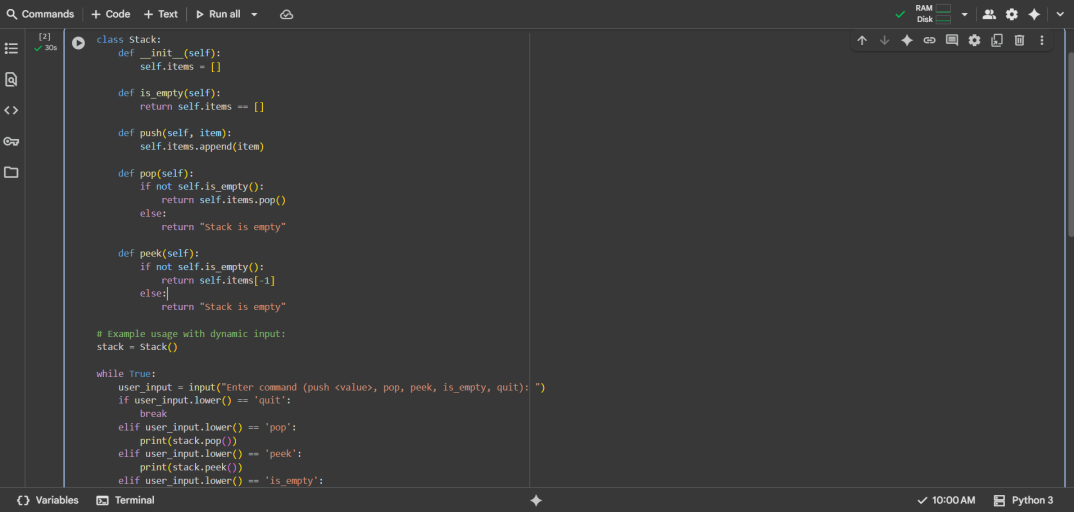 Commands + Code + Text Run all
RAM
Disk
[2]
30s
class Stack:
    def __init__(self):
        self.items = []

    def is_empty(self):
        return self.items == []

    def push(self, item):
        self.items.append(item)

    def pop(self):
        if not self.is_empty():
            return self.items.pop()
        else:
            return "Stack is empty"

    def peek(self):
        if not self.is_empty():
            return self.items[-1]
        else:
            return "Stack is empty"

# Example usage with dynamic input:
stack = Stack()

while True:
    user_input = input("Enter command (push <value>, pop, peek, is_empty, quit): ")
    if user_input.lower() == 'quit':
        break
    elif user_input.lower() == 'pop':
        print(stack.pop())
    elif user_input.lower() == 'peek':
        print(stack.peek())
    elif user_input.lower() == 'is_empty':
{} Variables Terminal
10:00 AM Python 3